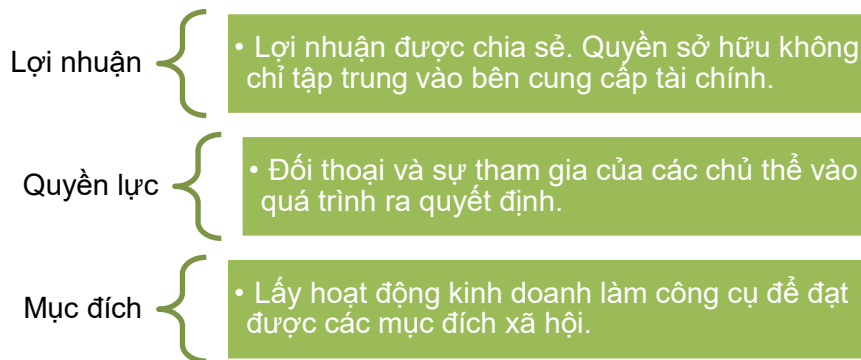 Lợi nhuận
• Lợi nhuận được chia sẻ. Quyền sở hữu không
chỉ tập trung vào bên cung cấp tài chính.
Quyền lực
• Đối thoại và sự tham gia của các chủ thể vào
quá trình ra quyết định.
Mục đích
• Lấy hoạt động kinh doanh làm công cụ để đạt
được các mục đích xã hội.